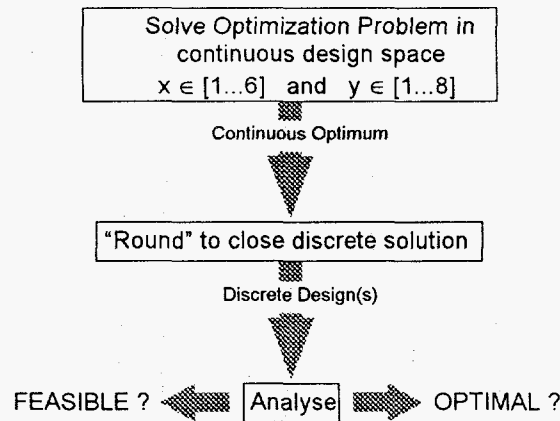 Solve Optimization Problem in
continuous design space
x ∈ [1...6] and y ∈ [1...8]
Continuous Optimum
“Round” to close discrete solution
Discrete Design(s)
FEASIBLE ? Analyse OPTIMAL ?